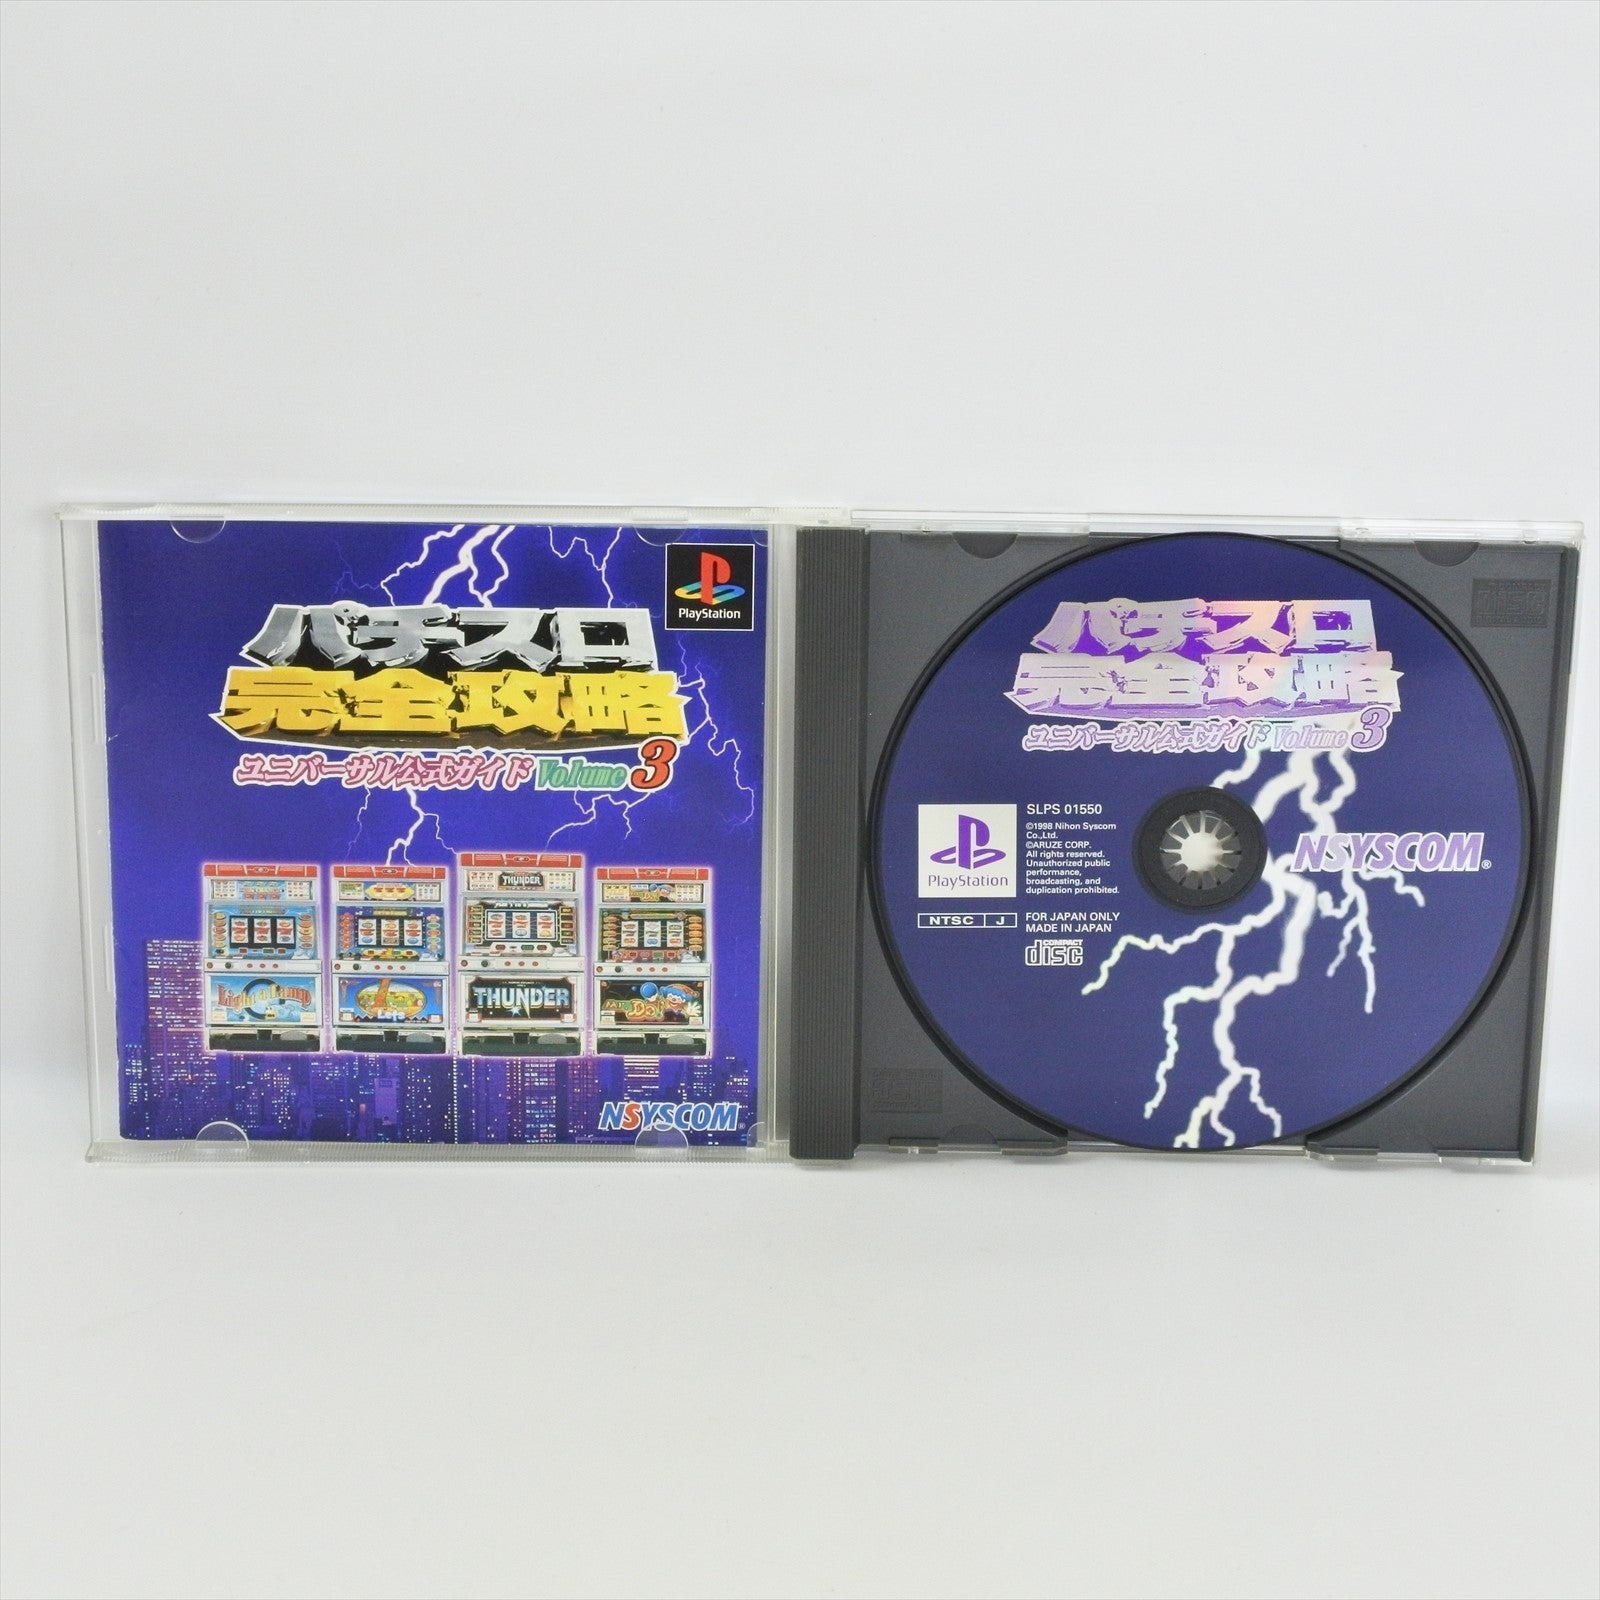 PlayStation
パチスロ
完全攻略
ユニバーサル公式ガイド Volume 3
THUNDER
Light & Lamp
Lets
THUNDER
NSYSCOM®
パチスロ
完全攻略
ユニバーサル公式ガイド Volume 3
PlayStation
SLPS 01550
©1998 Nihon Syscom
Co.,Ltd.
©ARUZE CORP.
All rights reserved.
Unauthorized public
performance,
broadcasting, and
duplication prohibited.
NTSC J
FOR JAPAN ONLY
MADE IN JAPAN
COMPACT
disc
NSYSCOM®